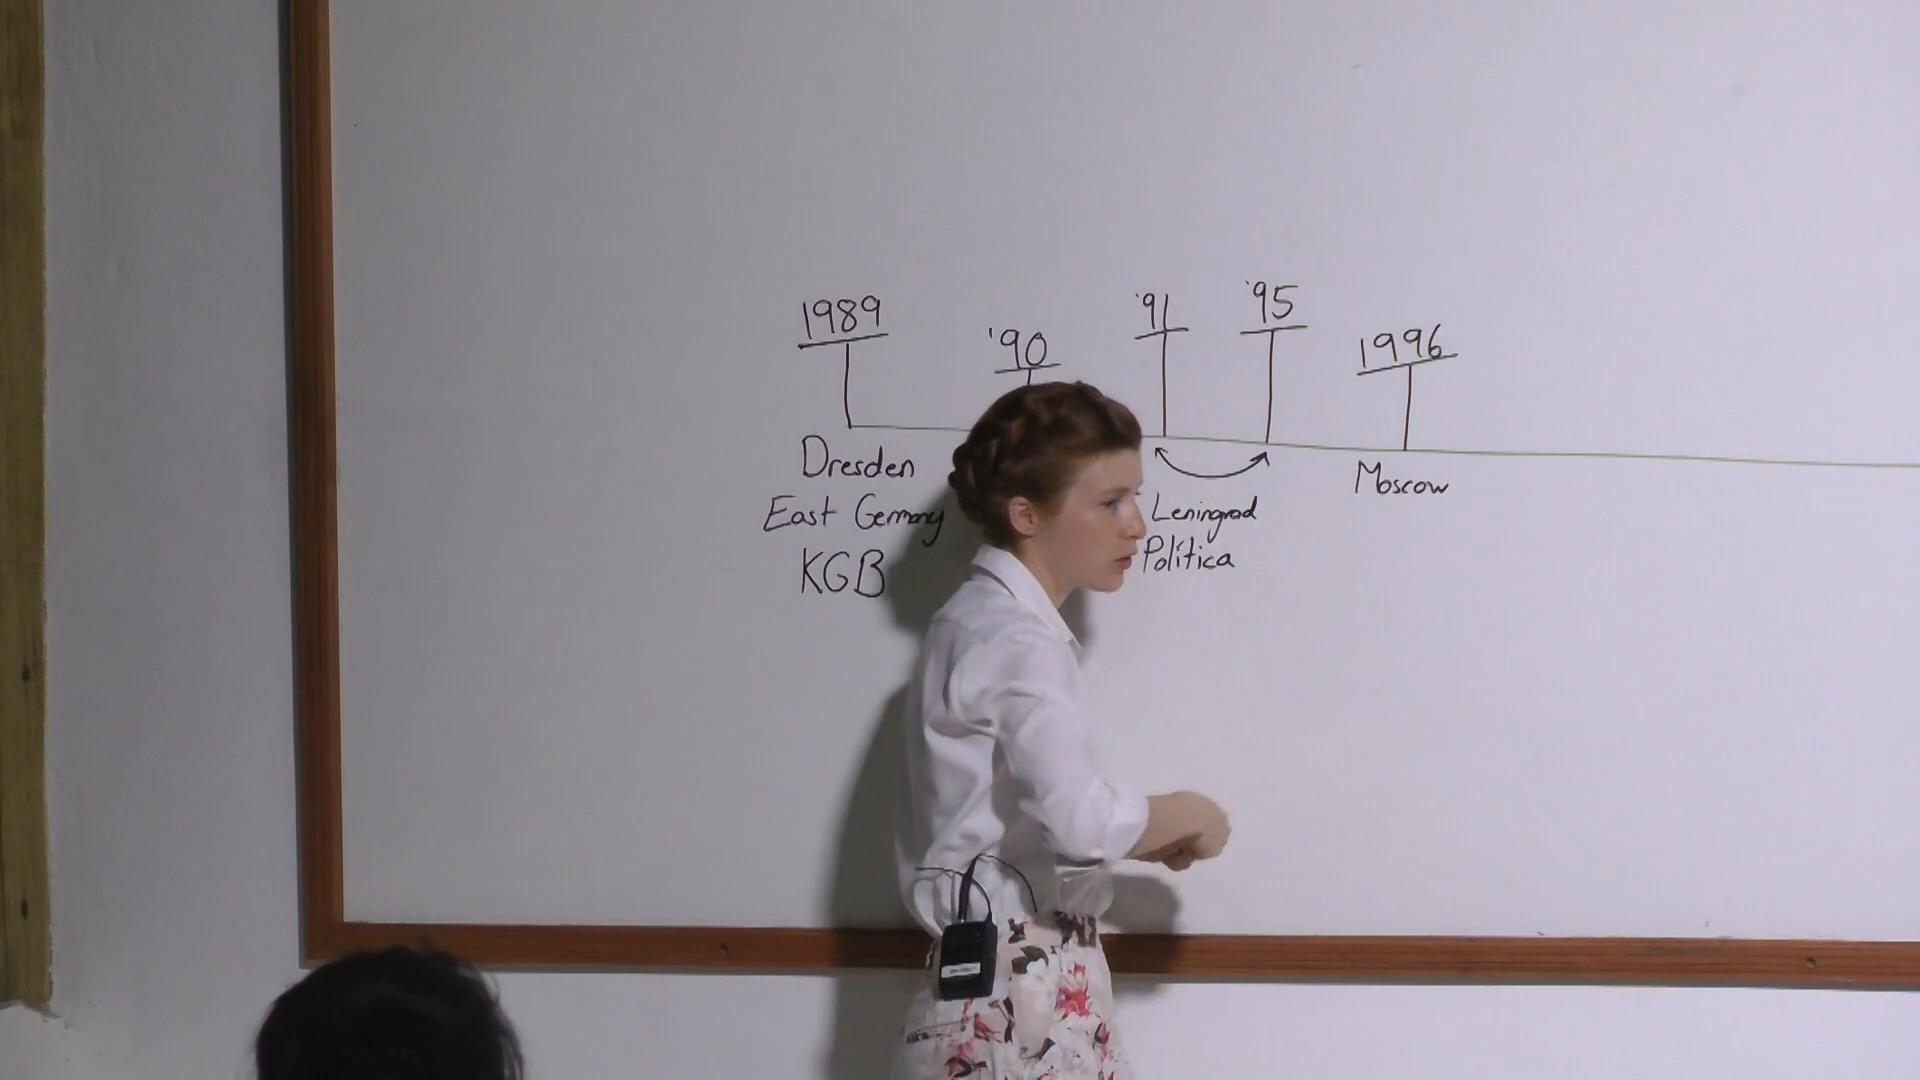 1989
'90
'91
'95
1996
Dresden
East Germany
KGB
Leningrad
Política
Moscow